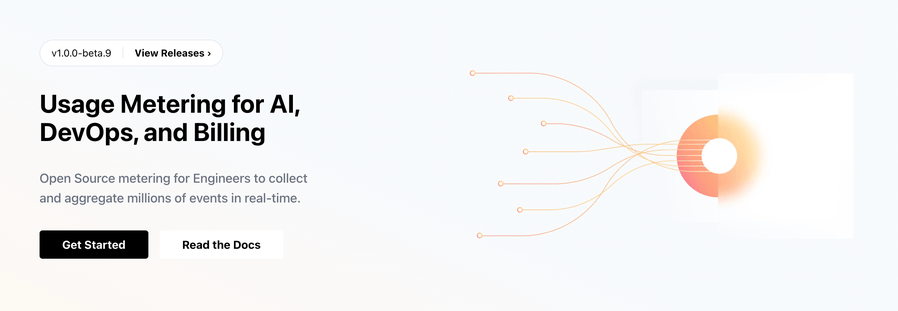 v1.0.0-beta.9 View Releases ›
Usage Metering for AI,
DevOps, and Billing
Open Source metering for Engineers to collect
and aggregate millions of events in real-time.
Get Started Read the Docs